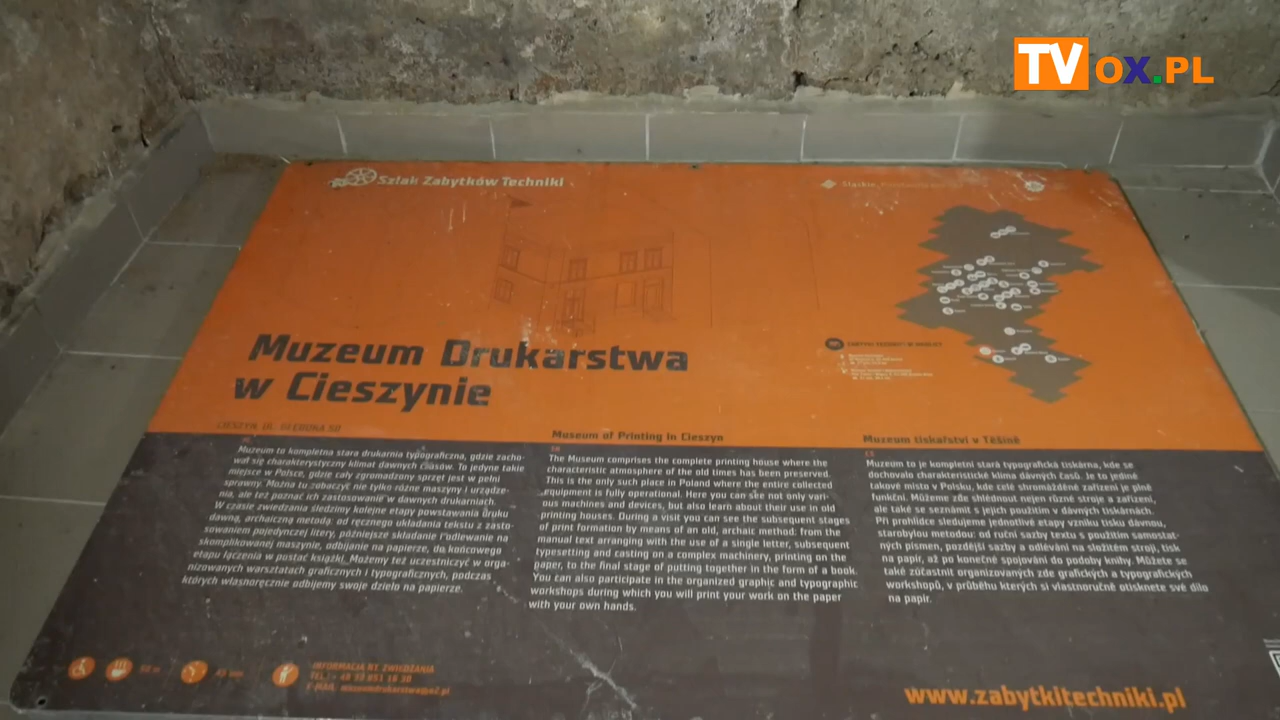 TVOX.PL
Szlak Zabytków Techniki
Śląskie.
Muzeum Drukarstwa
w Cieszynie
CIESZYN, UL. GŁĘBOKA 50
Muzeum to kompletna stara drukarnia typograficzna, gdzie zacho-
wał się charakterystyczny klimat dawnych czasów. To jedyne takie
miejsce w Polsce, gdzie cały zgromadzony sprzęt jest w pełni
sprawny. Można tu zobaczyć nie tylko różne maszyny i urządze-
nia, ale też poznać ich zastosowanie w dawnych drukarniach.
W czasie zwiedzania śledzimy kolejne etapy powstawania druku
dawną, archaiczną metodą: od ręcznego układania tekstu z zasto-
sowaniem pojedynczej litery, późniejsze składanie i odlewanie na
skomplikowanej maszynie, odbijanie na papierze, do końcowego
etapu łączenia w postać książki. Możemy też uczestniczyć w orga-
nizowanych warsztatach graficznych i typograficznych, podczas
których własnoręcznie odbijemy swoje dzieło na papierze.
Museum of Printing in Cieszyn
The Museum comprises the complete printing house where the
characteristic atmosphere of the old times has been preserved.
This is the only such place in Poland where the entire collected
equipment is fully operational. Here you can see not only vari-
ous machines and devices, but also learn about their use in old
printing houses. During a visit you can see the subsequent stages
of print formation by means of an old, archaic method: from the
manual text arranging with the use of a single letter, subsequent
typesetting and casting on a complex machinery, printing on the
paper, to the final stage of putting together in the form of a book.
You can also participate in the organized graphic and typographic
workshops during which you will print your work on the paper
with your own hands.
Muzeum tiskařství v Těšíně
Muzeum to je kompletní stará typografická tiskárna, kde se
dochovalo charakteristické klima dávných časů. Je to jediné
takové místo v Polsku, kde celé shromážděné zařízení je plně
funkční. Můžeme zde shlédnout nejen různé stroje a zařízení,
ale také se seznámit s jejich použitím v dávných tiskárnách.
Při prohlídce sledujeme jednotlivé etapy vzniku tisku dávnou,
starobylou metodou: od ruční sazby textu s použitím samostat-
ných písmen, pozdější sazby a odlévání na složitém stroji, tisk
na papír, až po konečné spojování do podoby knihy. Můžete se
také zúčastnit organizovaných zde grafických a typografických
workshopů, v průběhu kterých si vlastnoručně otisknete své dílo
na papír.
INFORMACJA NT. ZWIEDZANIA
TEL.: + 48 33 851 16 30
www.zabytkitechniki.pl